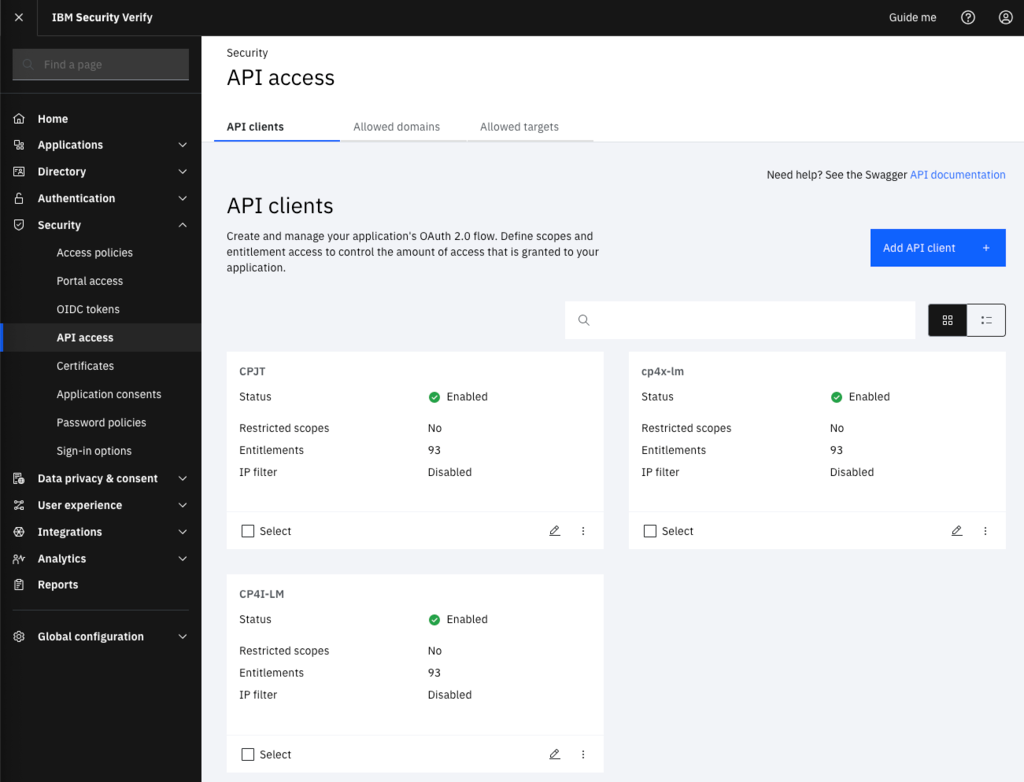 IBM Security Verify
Guide me
Find a page
Home
Applications
Directory
Authentication
Security
Access policies
Portal access
OIDC tokens
API access
Certificates
Application consents
Password policies
Sign-in options
Data privacy & consent
User experience
Integrations
Analytics
Reports
Global configuration
Security
API access
API clients
Allowed domains
Allowed targets
Need help? See the Swagger API documentation
API clients
Create and manage your application's OAuth 2.0 flow. Define scopes and
entitlement access to control the amount of access that is granted to your
application.
Add API client +
CPJT
Status Enabled
Restricted scopes No
Entitlements 93
IP filter Disabled
Select
cp4x-lm
Status Enabled
Restricted scopes No
Entitlements 93
IP filter Disabled
Select
CP4I-LM
Status Enabled
Restricted scopes No
Entitlements 93
IP filter Disabled
Select